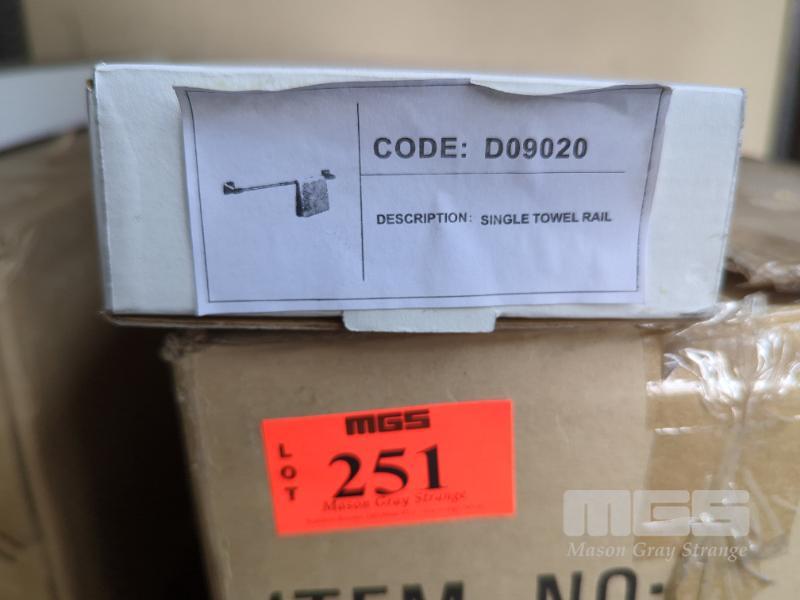 CODE: D09020
DESCRIPTION: SINGLE TOWEL RAIL
MGS
LOT
251
Mason Gray Strange
MGS
Mason Gray Strange
ITEM NO: